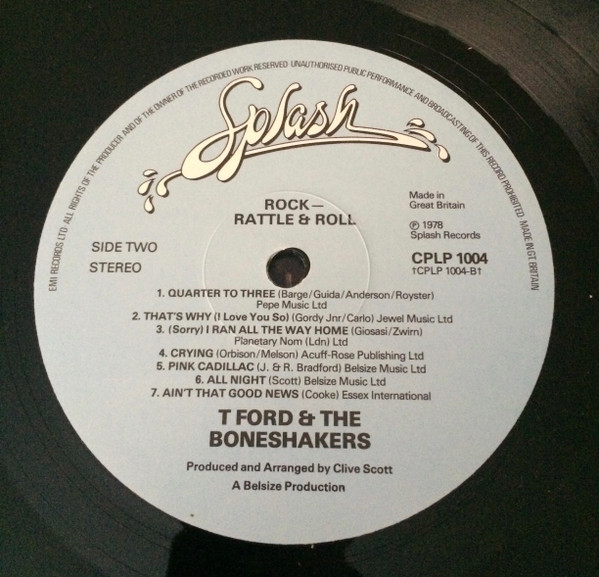 EMI RECORDS LTD ALL RIGHTS OF THE PRODUCER AND OF THE OWNER OF THE RECORDED WORK RESERVED UNAUTHORISED PUBLIC PERFORMANCE AND BROADCASTING OF THIS RECORD PROHIBITED MADE IN GT. BRITAIN
Splash
ROCK—
RATTLE & ROLL
Made in
Great Britain
SIDE TWO
STEREO
℗ 1978
Splash Records
CPLP 1004
†CPLP 1004-B†
1. QUARTER TO THREE (Barge/Guida/Anderson/Royster)
Pepe Music Ltd
2. THAT'S WHY (I Love You So) (Gordy Jnr/Carlo) Jewel Music Ltd
3. (Sorry) I RAN ALL THE WAY HOME (Giosasi/Zwirn)
Planetary Nom (Ldn) Ltd
4. CRYING (Orbison/Melson) Acuff-Rose Publishing Ltd
5. PINK CADILLAC (J. & R. Bradford) Belsize Music Ltd
6. ALL NIGHT (Scott) Belsize Music Ltd
7. AIN'T THAT GOOD NEWS (Cooke) Essex International
T FORD & THE
BONESHAKERS
Produced and Arranged by Clive Scott
A Belsize Production